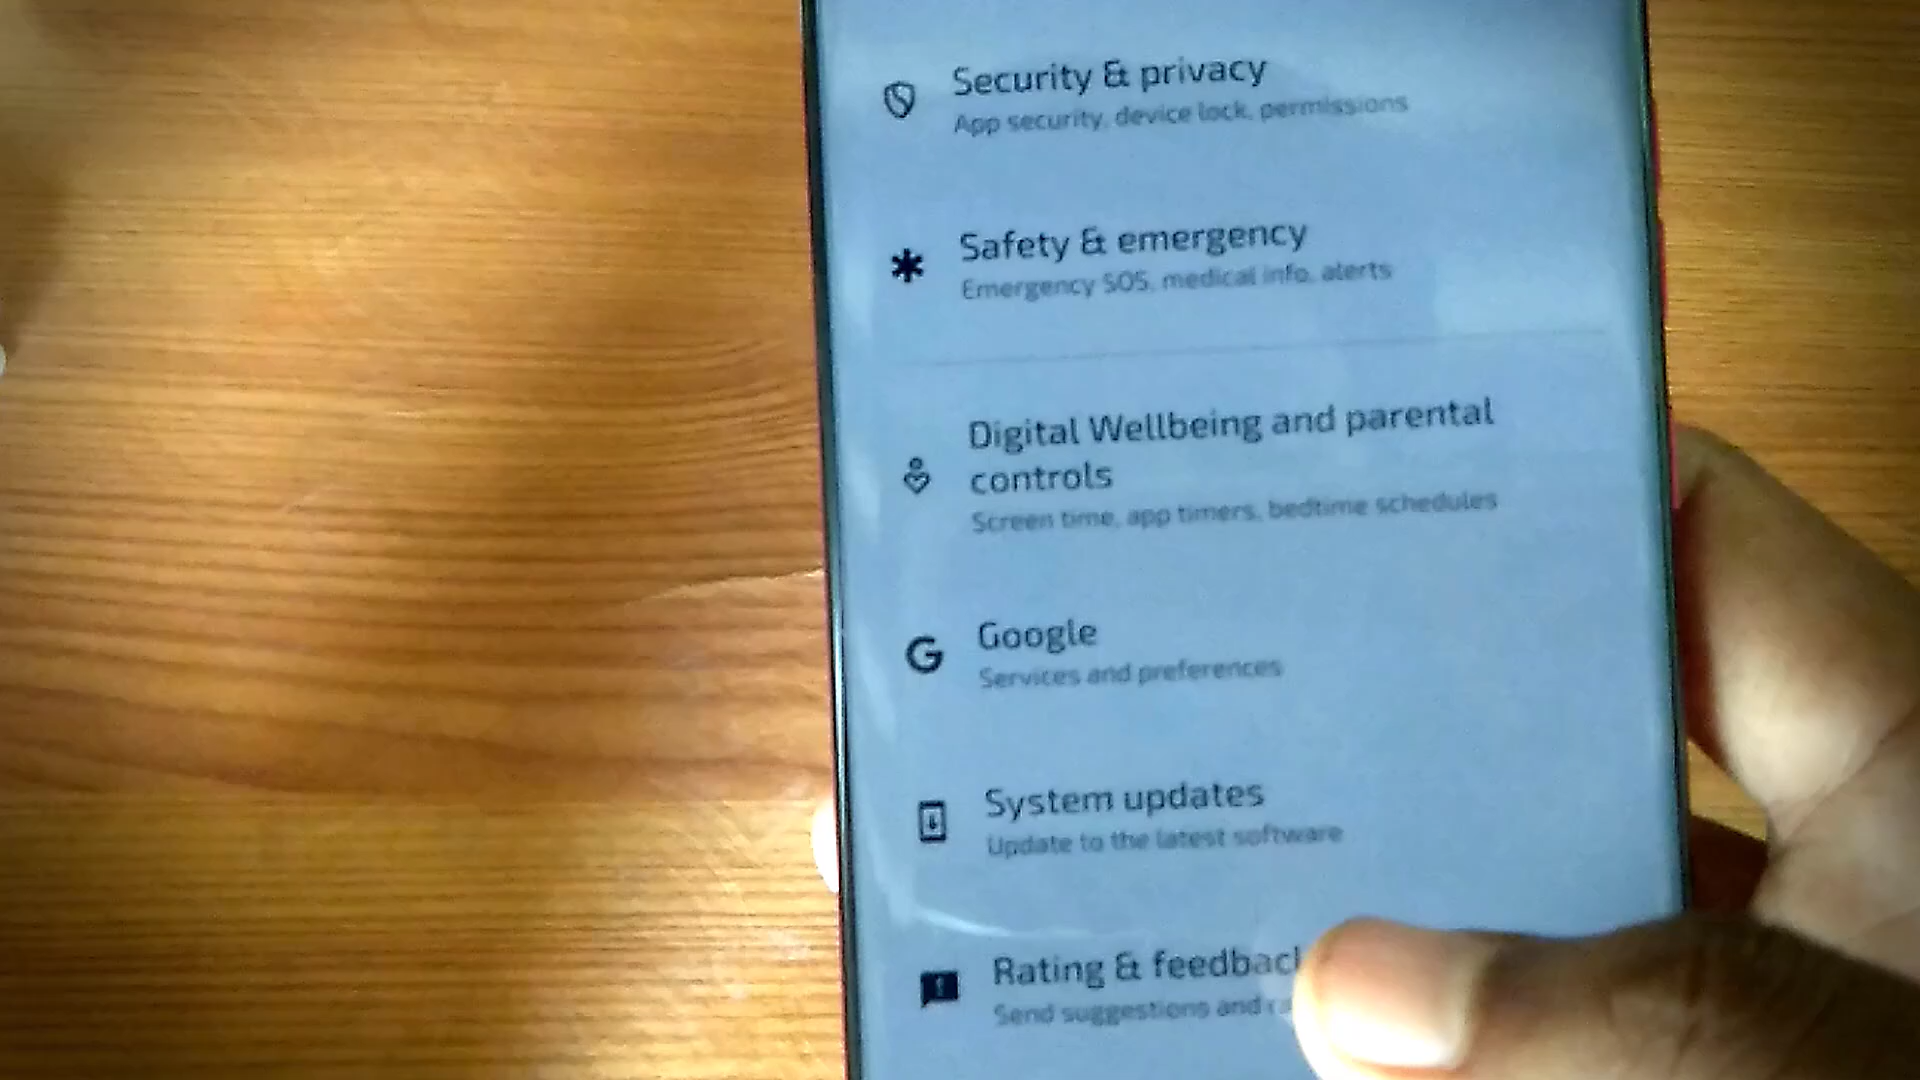 Security & privacy
App security, device lock, permissions
Safety & emergency
Emergency SOS, medical info, alerts
Digital Wellbeing and parental
controls
Screen time, app timers, bedtime schedules
Google
Services and preferences
System updates
Update to the latest software
Rating & feedback
Send suggestions and